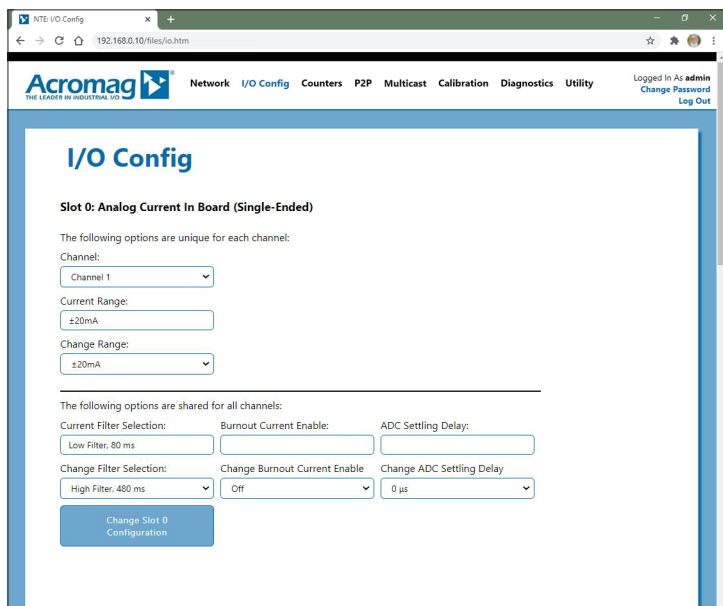 NTE: I/O Config
192.168.0.10/files/io.htm
Acromag
THE LEADER IN INDUSTRIAL I/O
Network I/O Config Counters P2P Multicast Calibration Diagnostics Utility
Logged In As admin
Change Password
Log Out
I/O Config
Slot 0: Analog Current In Board (Single-Ended)
The following options are unique for each channel:
Channel:
Channel 1
Current Range:
±20mA
Change Range:
±20mA
The following options are shared for all channels:
Current Filter Selection: Burnout Current Enable: ADC Settling Delay:
Low Filter, 80 ms
Change Filter Selection: Change Burnout Current Enable Change ADC Settling Delay
High Filter, 480 ms Off 0 µs
Change Slot 0
Configuration